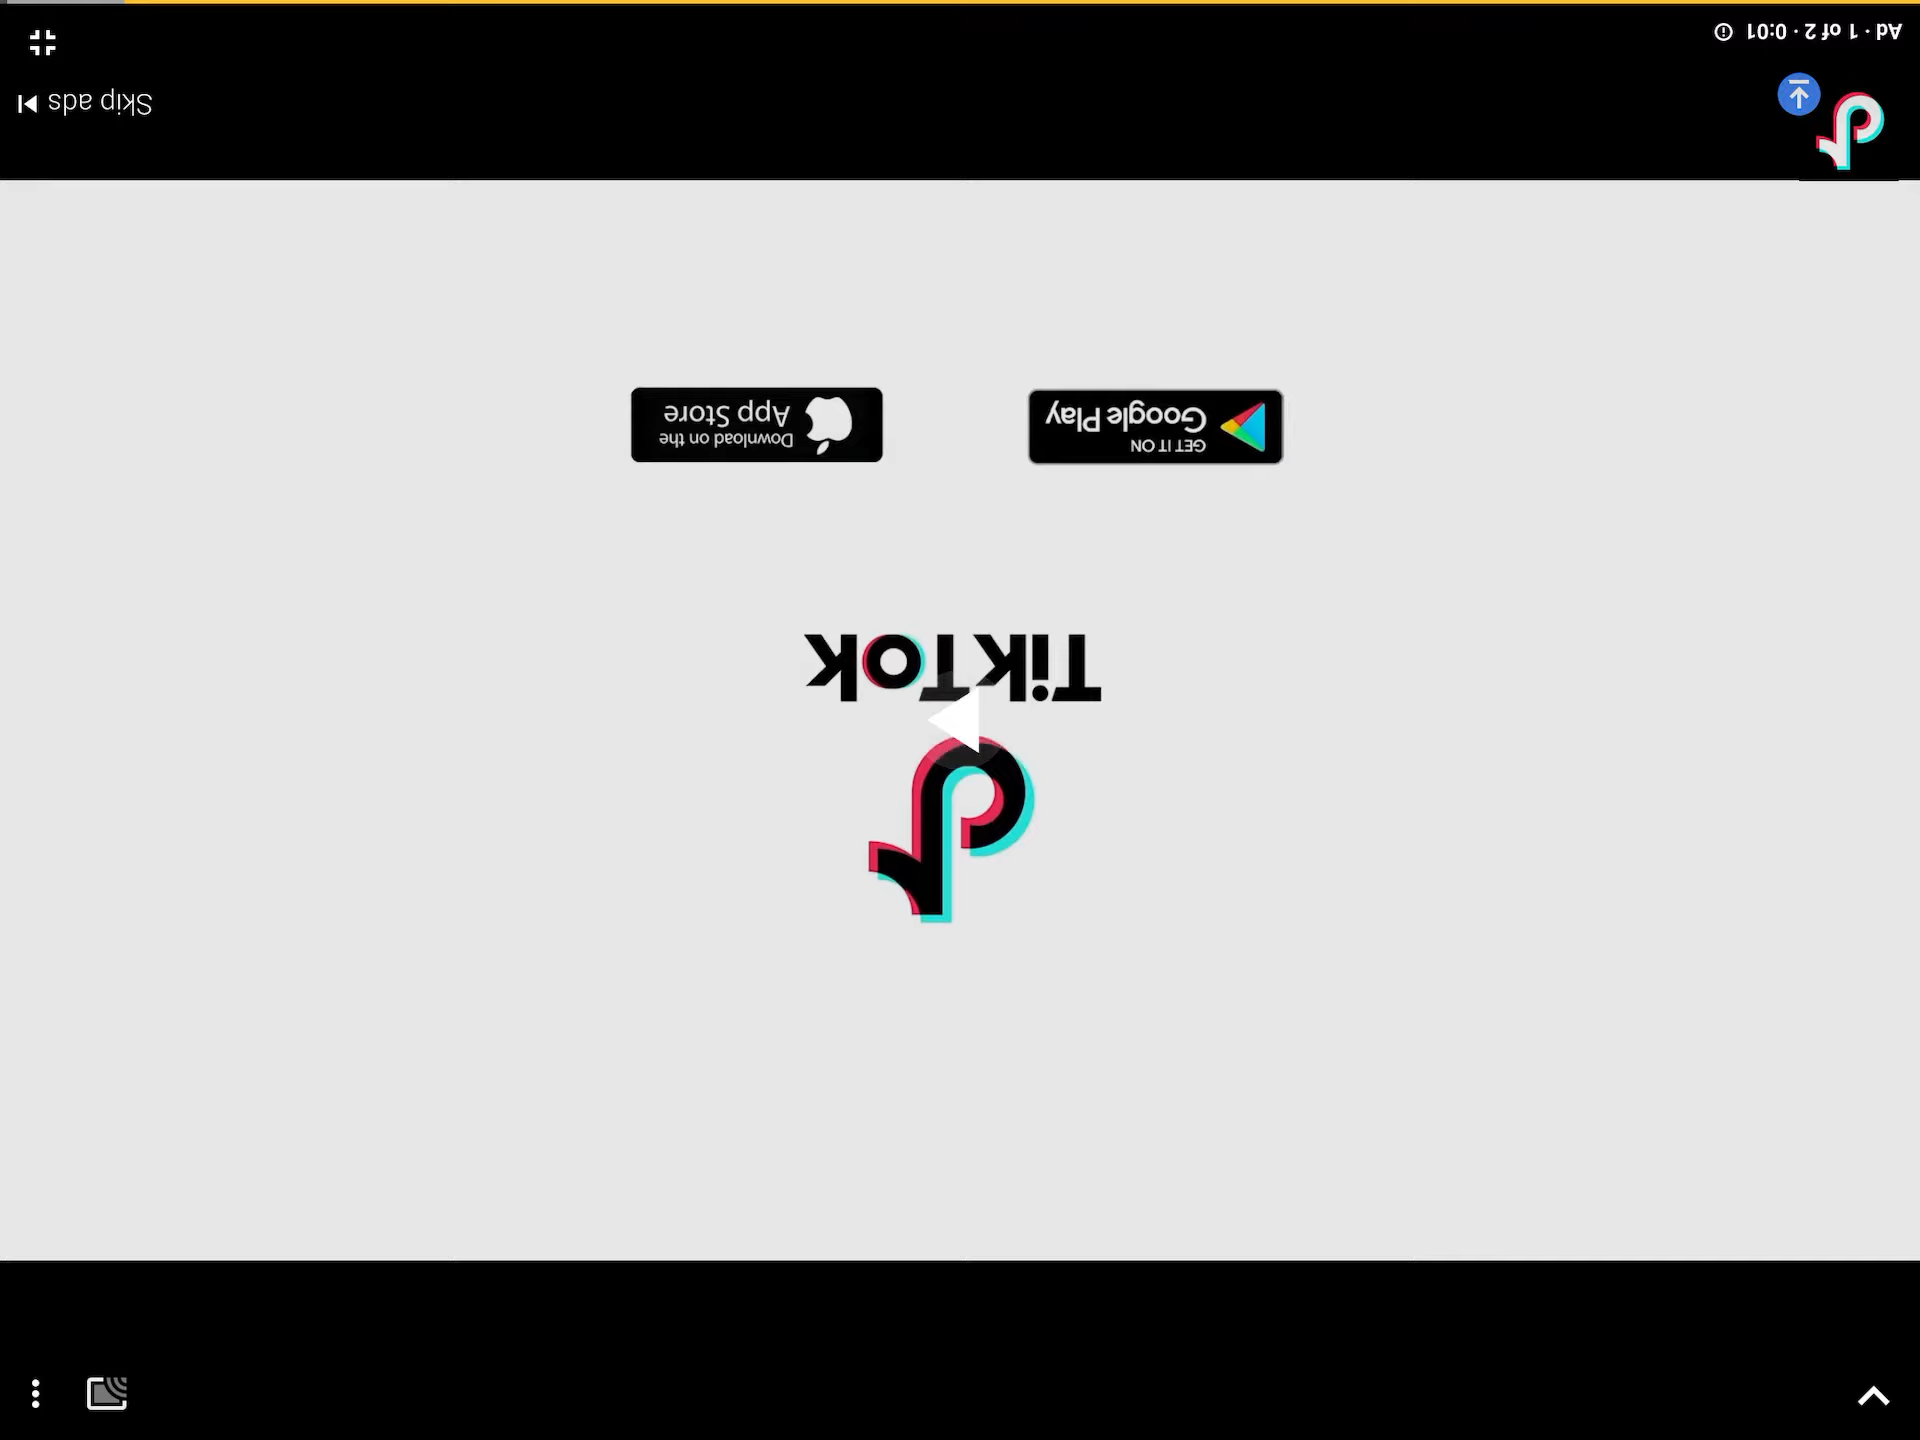 TikTok
GET IT ON
Google Play
Download on the
App Store
Skip ads
Ad · 1 of 2 · 0:01